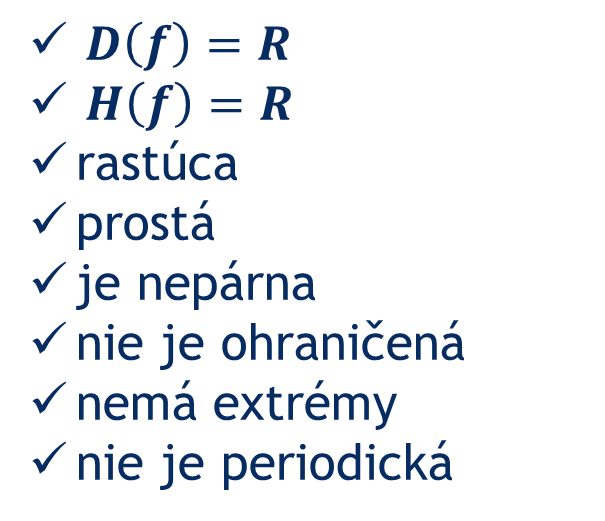 ✓ D(f) = R
✓ H(f) = R
✓ rastúca
✓ prostá
✓ je nepárna
✓ nie je ohraničená
✓ nemá extrémy
✓ nie je periodická